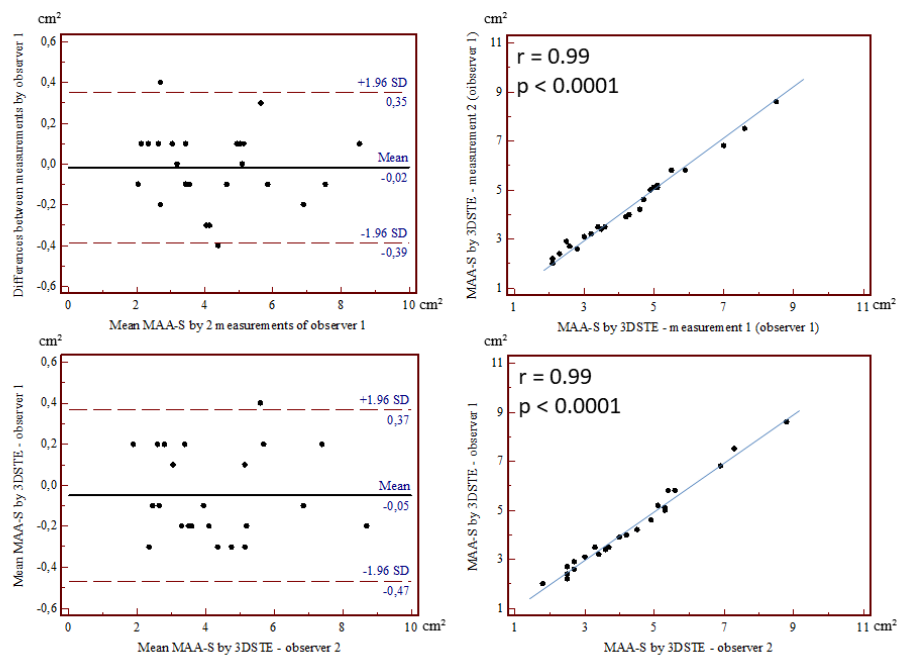 cm²
Differences between measurements by observer 1
0,6
0,4
0,2
0,0
-0,2
-0,4
-0,6
+1.96 SD
0,35
Mean
-0,02
-1.96 SD
-0,39
0 2 4 6 8 10 cm²
Mean MAA-S by 2 measurements of observer 1
cm²
MAA-S by 3DSTE - measurement 2 (oibserver 1)
r = 0.99
p < 0.0001
11
9
7
5
3
1
1 3 5 7 9 11 cm²
MAA-S by 3DSTE - measurement 1 (observer 1)
cm²
Mean MAA-S by 3DSTE - observer 1
0,6
0,4
0,2
0,0
-0,2
-0,4
-0,6
+1.96 SD
0,37
Mean
-0,05
-1.96 SD
-0,47
0 2 4 6 8 10 cm²
Mean MAA-S by 3DSTE - observer 2
cm²
MAA-S by 3DSTE - observer 1
r = 0.99
p < 0.0001
11
9
7
5
3
1
1 3 5 7 9 11 cm²
MAA-S by 3DSTE - observer 2